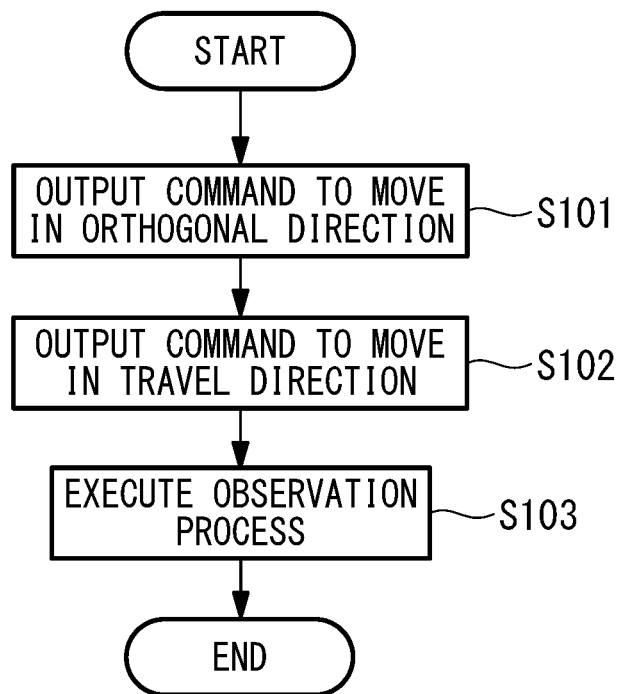 START
OUTPUT COMMAND TO MOVE
IN ORTHOGONAL DIRECTION
S101
OUTPUT COMMAND TO MOVE
IN TRAVEL DIRECTION
S102
EXECUTE OBSERVATION
PROCESS
S103
END